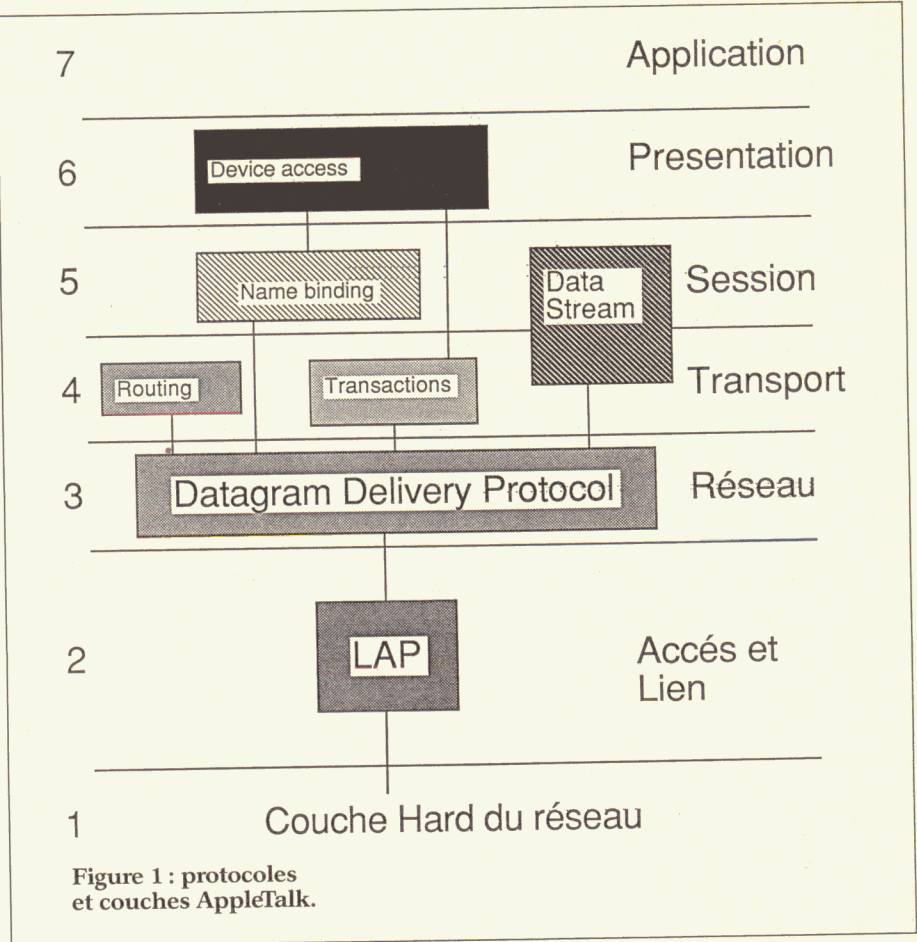 7 Application
6 Device access Presentation
5 Name binding Data Stream Session
4 Routing Transactions Transport
3 Datagram Delivery Protocol Réseau
2 LAP Accés et Lien
1 Couche Hard du réseau
Figure 1 : protocoles
et couches AppleTalk.